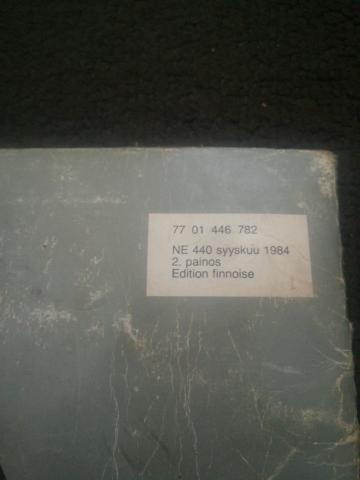 77 01 446 782
NE 440 syyskuu 1984
2. painos
Edition finnoise